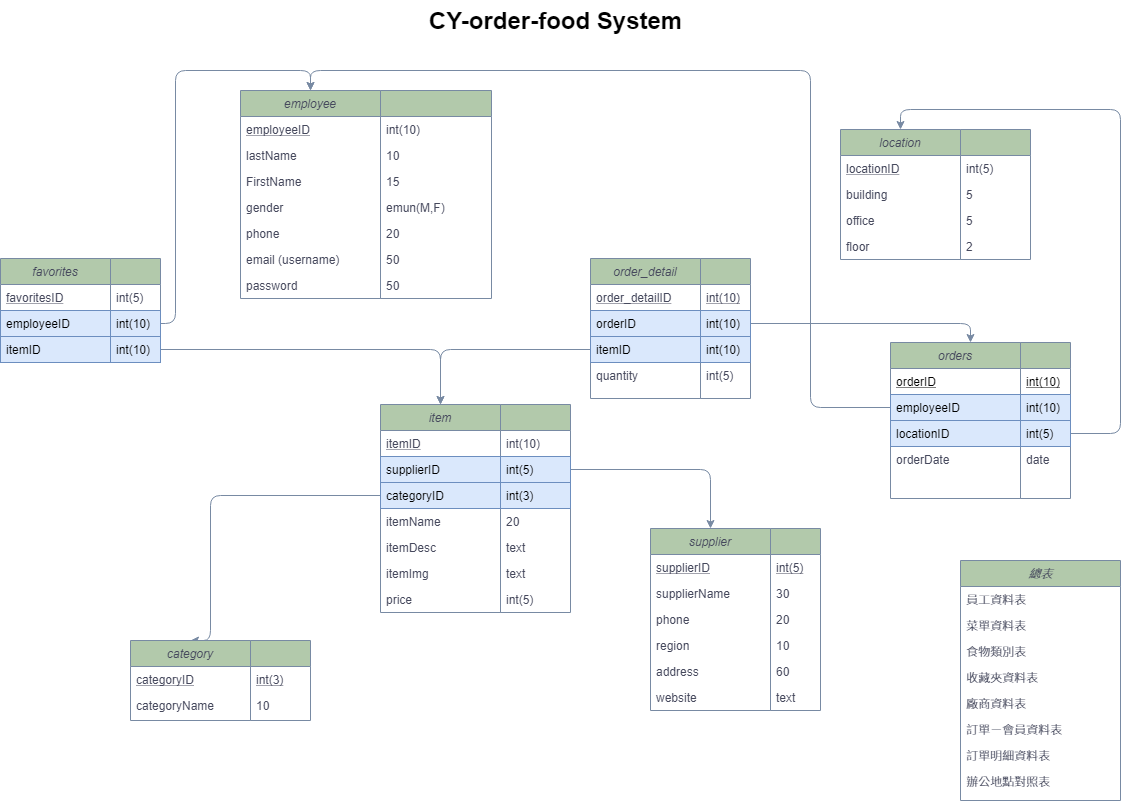 CY-order-food System
employee
employeeID int(10)
lastName 10
FirstName 15
gender emun(M,F)
phone 20
email (username) 50
password 50
location
locationID int(5)
building 5
office 5
floor 2
favorites
favoritesID int(5)
employeeID int(10)
itemID int(10)
order_detail
order_detailID int(10)
orderID int(10)
itemID int(10)
quantity int(5)
orders
orderID int(10)
employeeID int(10)
locationID int(5)
orderDate date
item
itemID int(10)
supplierID int(5)
categoryID int(3)
itemName 20
itemDesc text
itemImg text
price int(5)
supplier
supplierID int(5)
supplierName 30
phone 20
region 10
address 60
website text
category
categoryID int(3)
categoryName 10
總表
員工資料表
菜單資料表
食物類別表
收藏夾資料表
廠商資料表
訂單－會員資料表
訂單明細資料表
辦公地點對照表